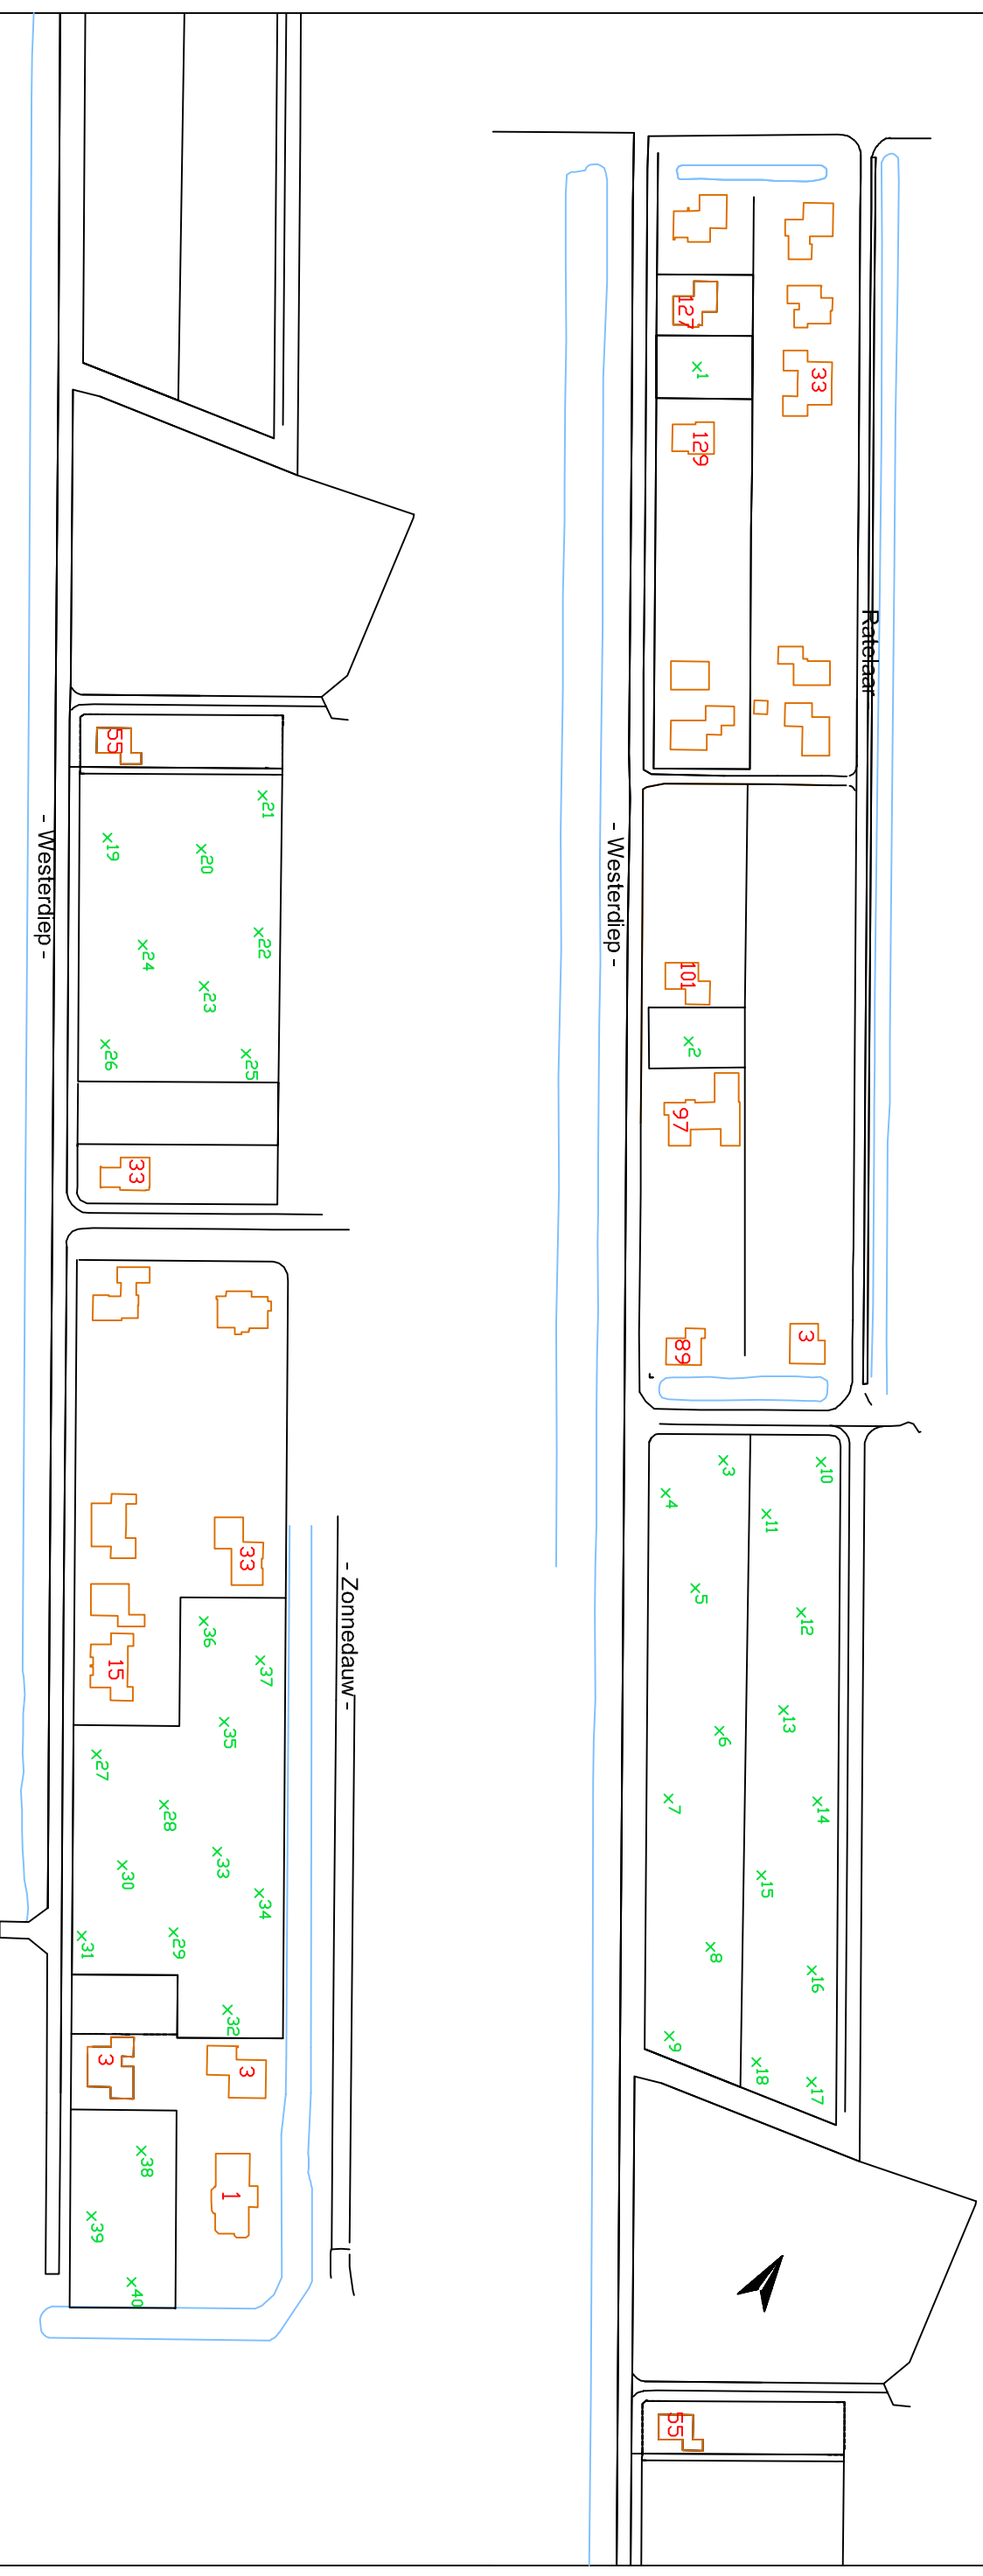 127
x1
129
33
Ratelaar
- Westerdiep -
101
x2
97
89
3
x3
x4
x5
x6
x7
x8
x9
x10
x11
x12
x13
x14
x15
x16
x17
x18
55
55
x19
x20
x21
x22
x23
x24
x25
x26
- Westerdiep -
33
33
- Zonnedauw -
15
x27
x28
x29
x30
x31
x32
x33
x34
x35
x36
x37
3
3
1
x38
x39
x40